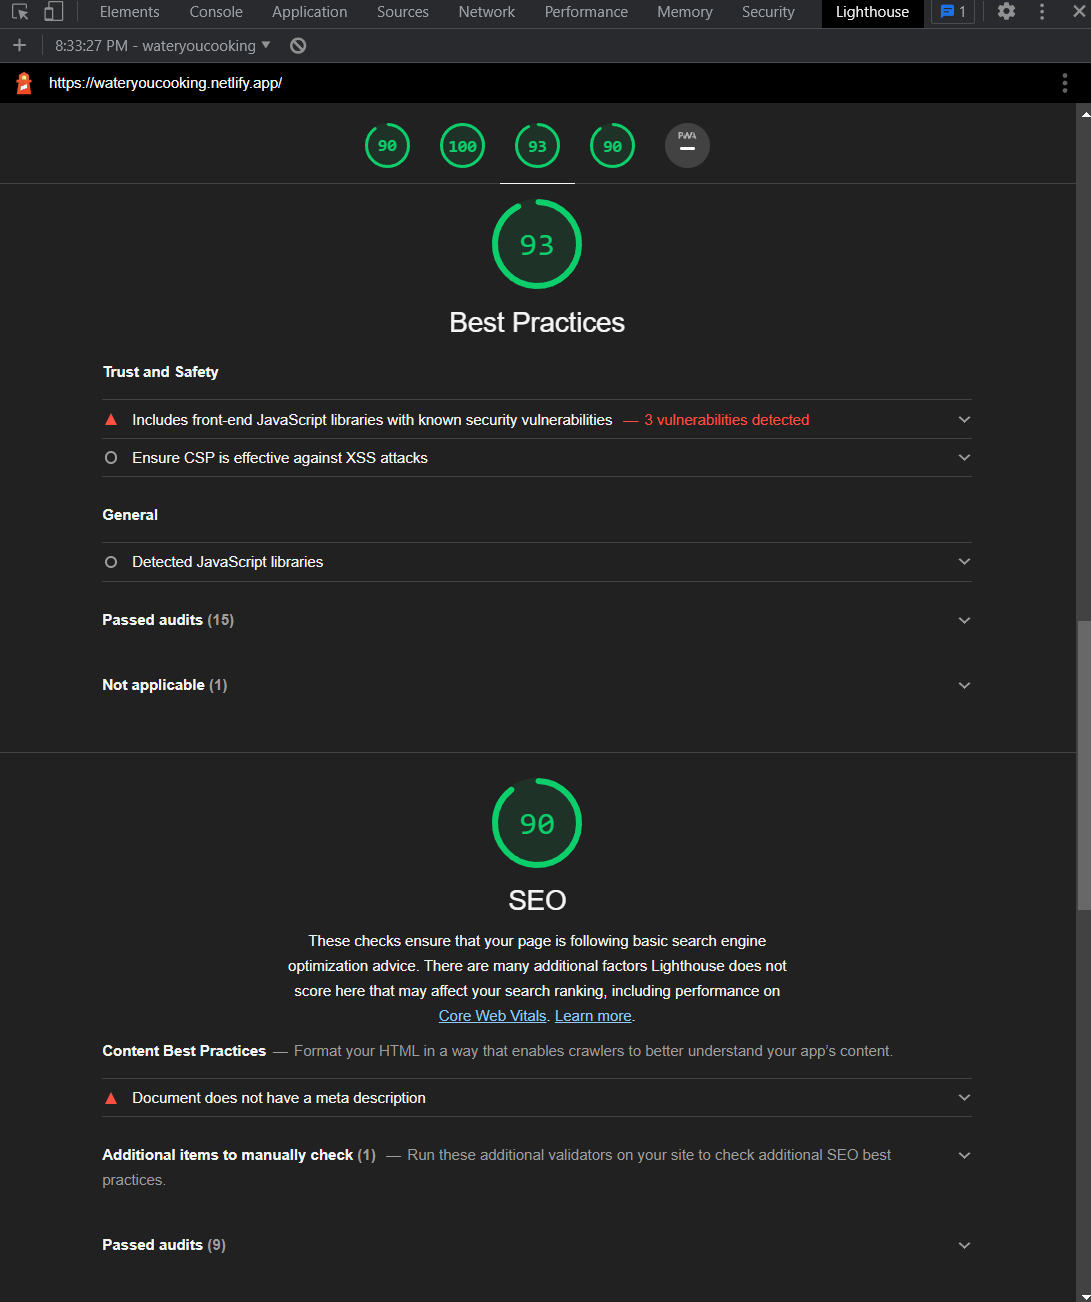 Elements Console Application Sources Network Performance Memory Security Lighthouse 1
8:33:27 PM - wateryoucooking
https://wateryoucooking.netlify.app/
90 100 93 90 PWA
93
Best Practices
Trust and Safety
Includes front-end JavaScript libraries with known security vulnerabilities — 3 vulnerabilities detected
Ensure CSP is effective against XSS attacks
General
Detected JavaScript libraries
Passed audits (15)
Not applicable (1)
90
SEO
These checks ensure that your page is following basic search engine
optimization advice. There are many additional factors Lighthouse does not
score here that may affect your search ranking, including performance on
Core Web Vitals. Learn more.
Content Best Practices — Format your HTML in a way that enables crawlers to better understand your app’s content.
Document does not have a meta description
Additional items to manually check (1) — Run these additional validators on your site to check additional SEO best
practices.
Passed audits (9)